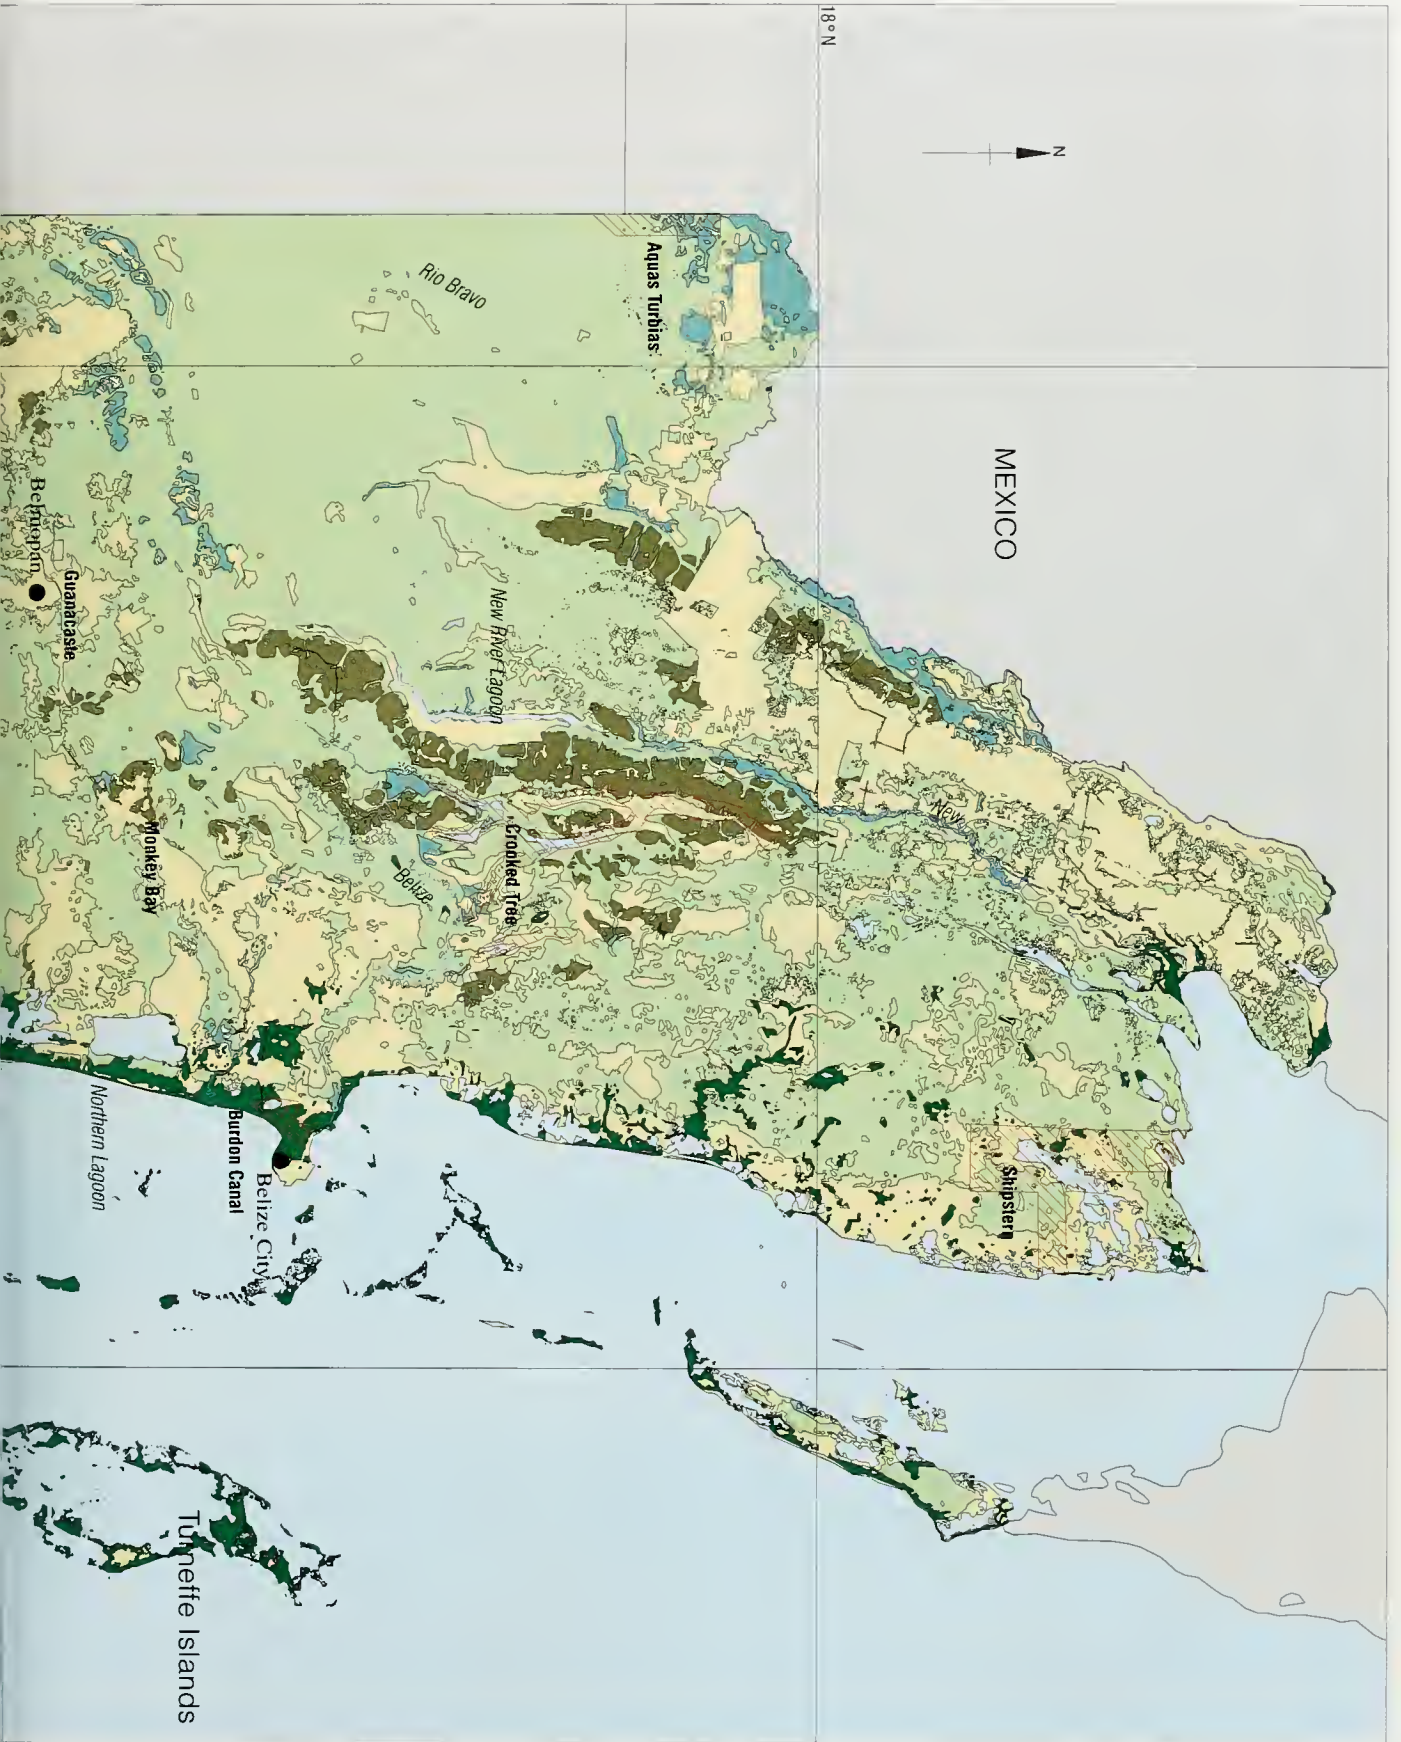 18°N
N
MEXICO
Aquas Turbias
Rio Bravo
New River Lagoon
New
Shipstern
Crooked Tree
Belize
Belmopan
Guanacaste
Monkey Bay
Burdon Canal
Belize City
Northern Lagoon
Turneffe Islands